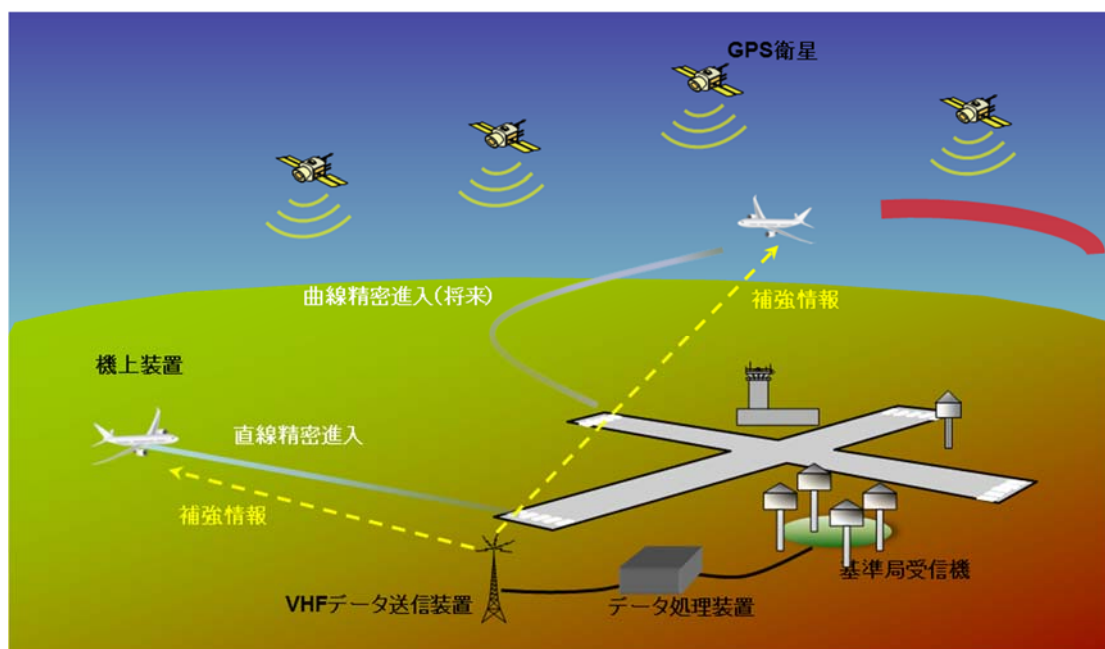 GPS衛星
曲線精密進入(将来)
補強情報
機上装置
直線精密進入
補強情報
基準局受信機
VHFデータ送信装置
データ処理装置